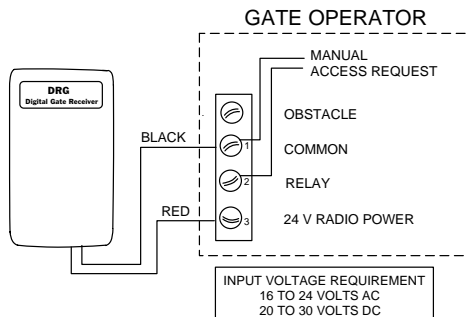 GATE OPERATOR
MANUAL
ACCESS REQUEST
DRG
Digital Gate Receiver
OBSTACLE
BLACK
1
COMMON
2
RELAY
RED
3
24 V RADIO POWER
INPUT VOLTAGE REQUIREMENT
16 TO 24 VOLTS AC
20 TO 30 VOLTS DC